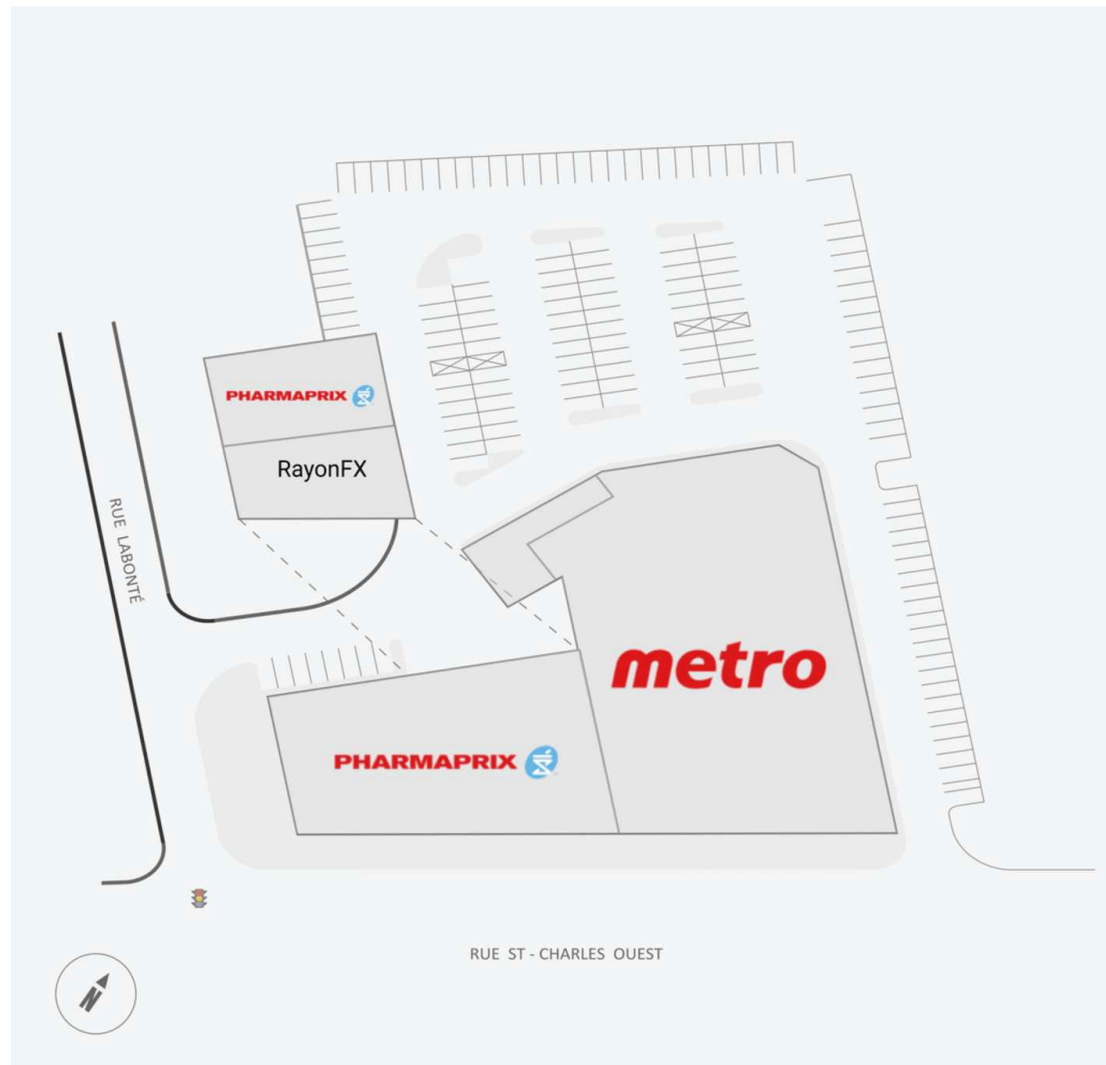 PHARMAPRIX
RayonFX
RUE LABONTÉ
metro
PHARMAPRIX
RUE ST - CHARLES OUEST
N